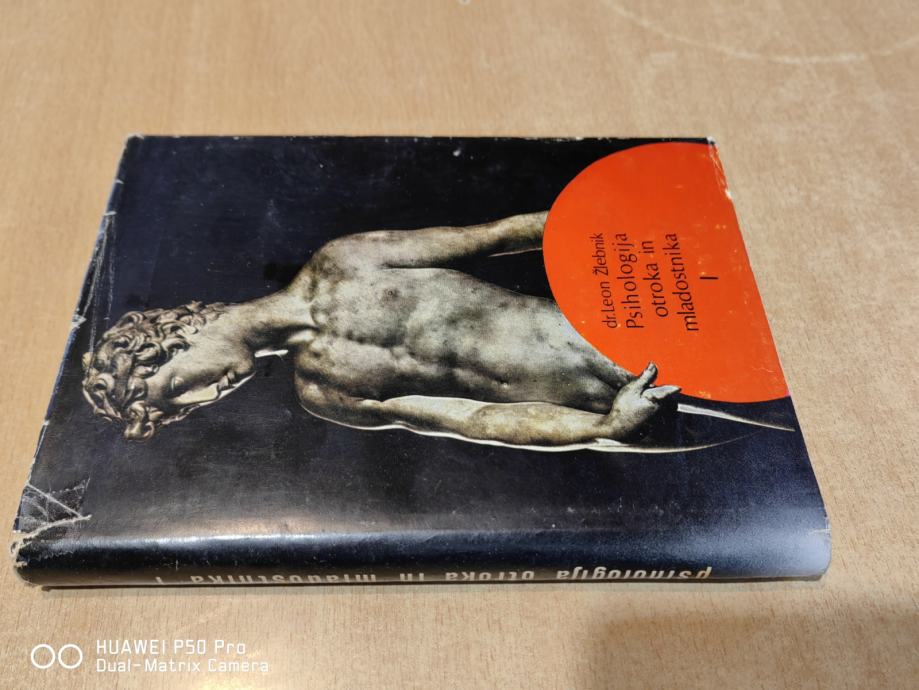 dr.Leon Žlebnik
Psihologija
otroka in
mladostnika
I
psihologija otroka in mladostnika I
HUAWEI P50 Pro
Dual-Matrix Camera